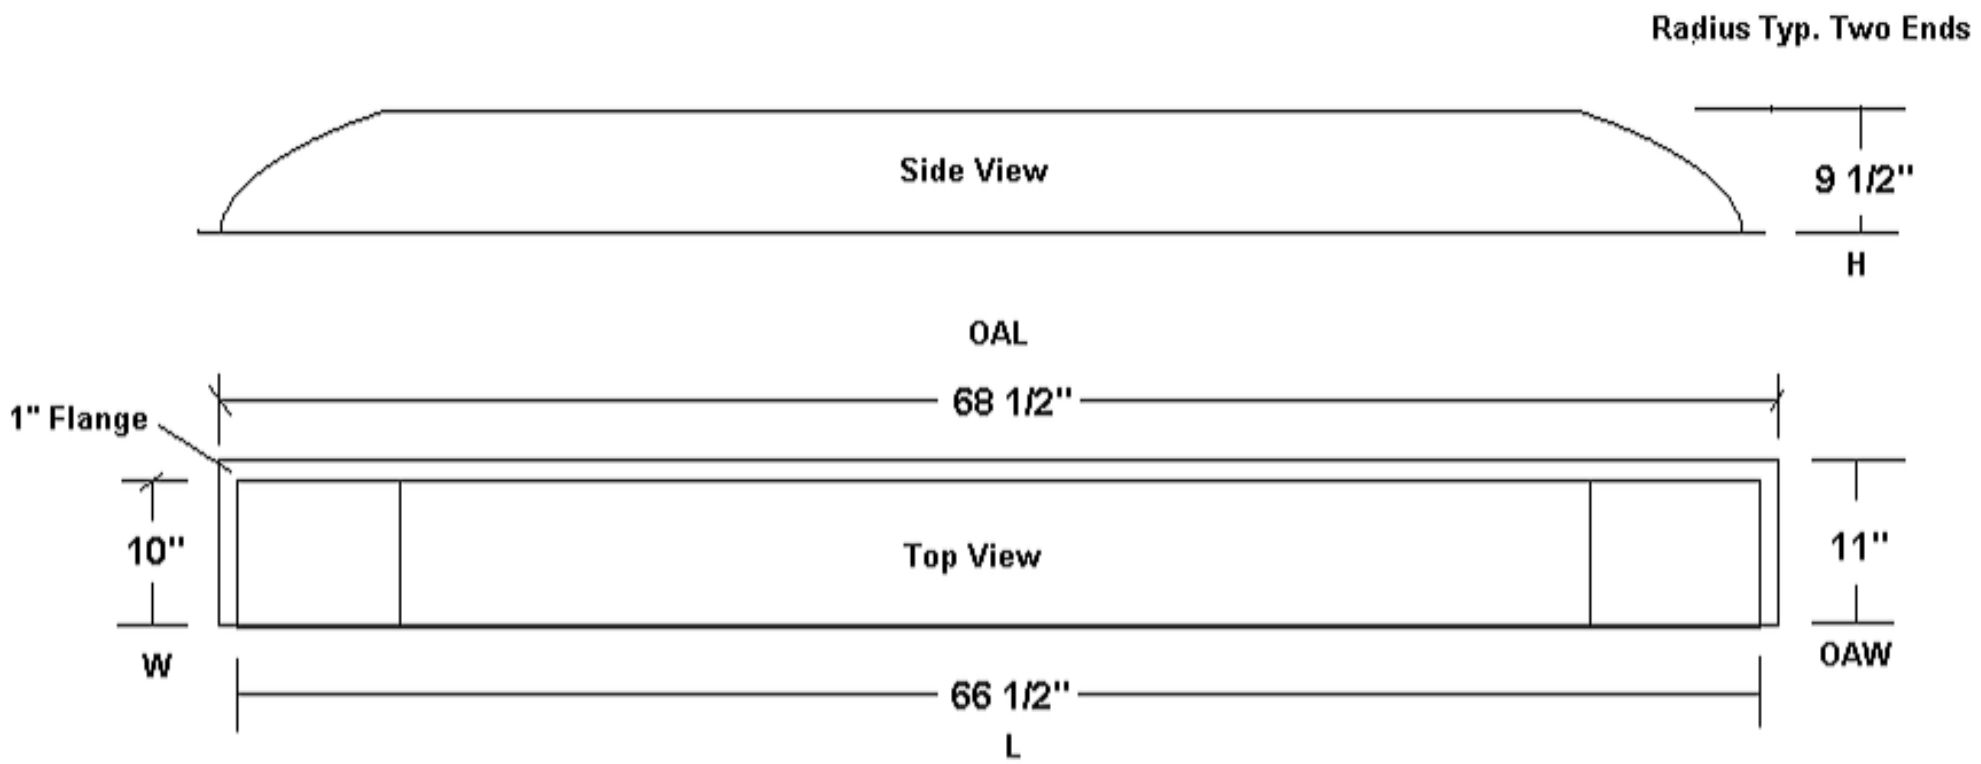 Radius Typ. Two Ends
Side View
9 1/2"
H
OAL
68 1/2"
1" Flange
10"
Top View
11"
W
OAW
66 1/2"
L